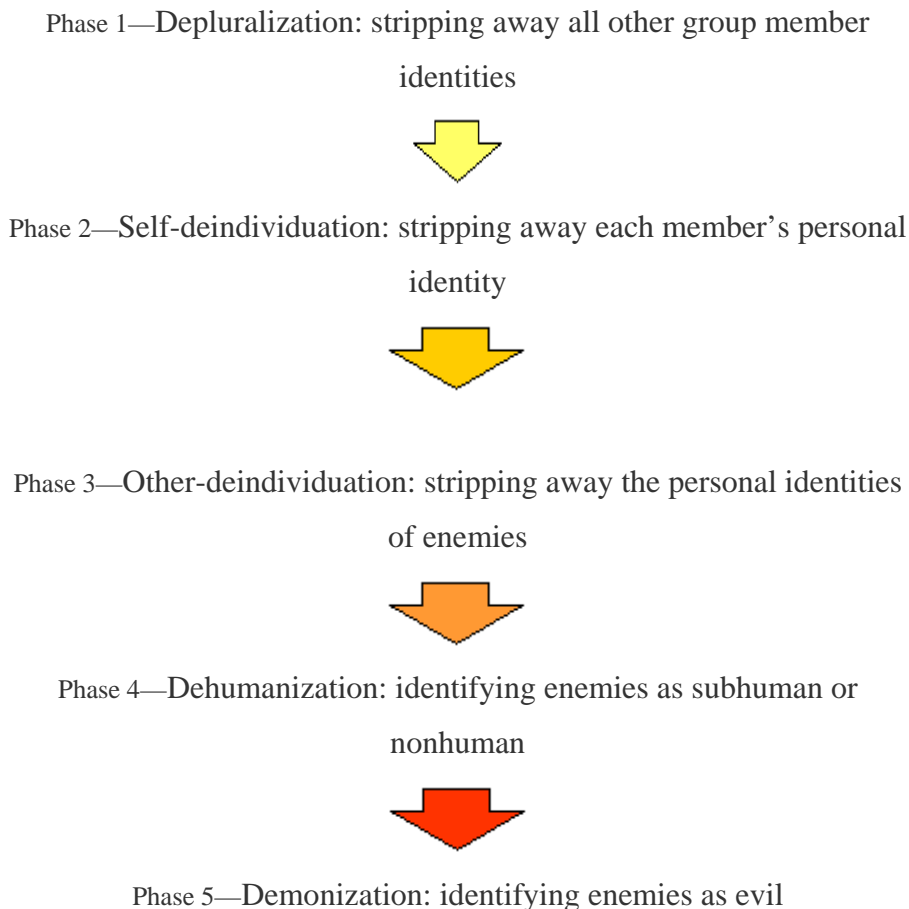 Phase 1—Depluralization: stripping away all other group member
identities
Phase 2—Self-deindividuation: stripping away each member’s personal
identity
Phase 3—Other-deindividuation: stripping away the personal identities
of enemies
Phase 4—Dehumanization: identifying enemies as subhuman or
nonhuman
Phase 5—Demonization: identifying enemies as evil